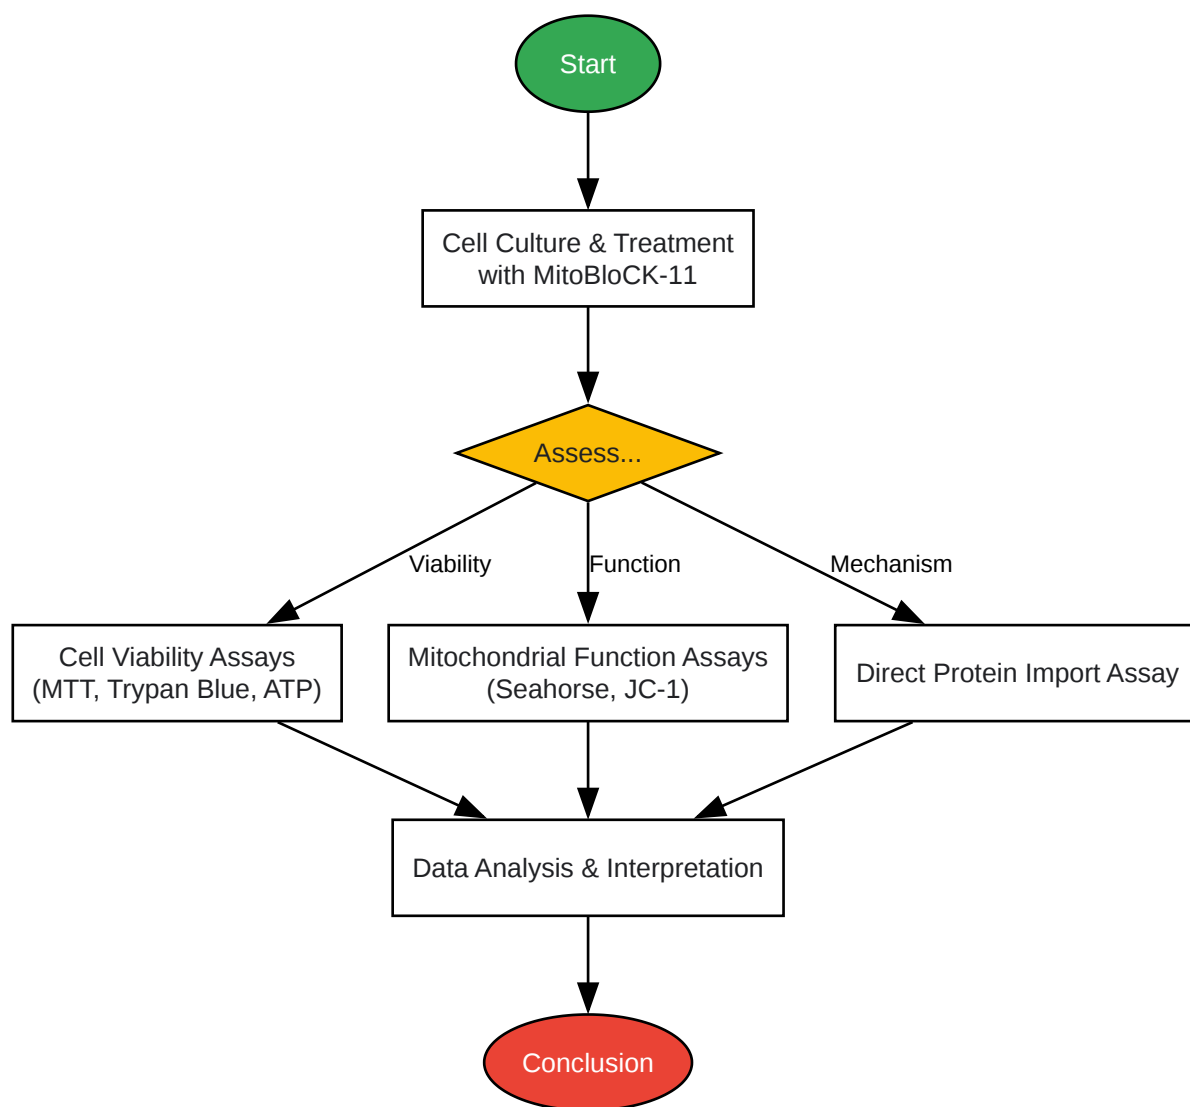 Start
Cell Culture & Treatment
with MitoBloCK-11
Assess...
Viability
Function
Mechanism
Cell Viability Assays
(MTT, Trypan Blue, ATP)
Mitochondrial Function Assays
(Seahorse, JC-1)
Direct Protein Import Assay
Data Analysis & Interpretation
Conclusion